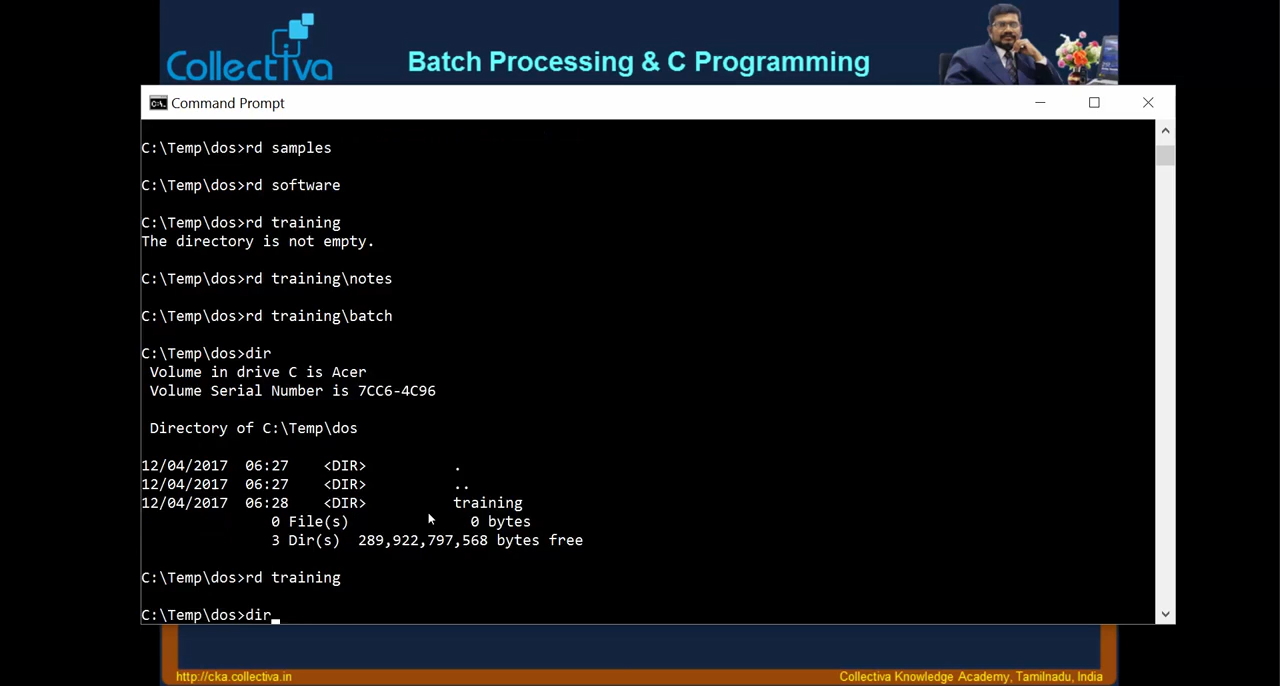 Collectiva
Batch Processing & C Programming
Command Prompt
C:\Temp\dos>rd samples
C:\Temp\dos>rd software
C:\Temp\dos>rd training
The directory is not empty.
C:\Temp\dos>rd training\notes
C:\Temp\dos>rd training\batch
C:\Temp\dos>dir
Volume in drive C is Acer
Volume Serial Number is 7CC6-4C96
Directory of C:\Temp\dos
12/04/2017 06:27 <DIR> .
12/04/2017 06:27 <DIR> ..
12/04/2017 06:28 <DIR> training
0 File(s) 0 bytes
3 Dir(s) 289,922,797,568 bytes free
C:\Temp\dos>rd training
C:\Temp\dos>dir
http://cka.collectiva.in
Collectiva Knowledge Academy, Tamilnadu, India